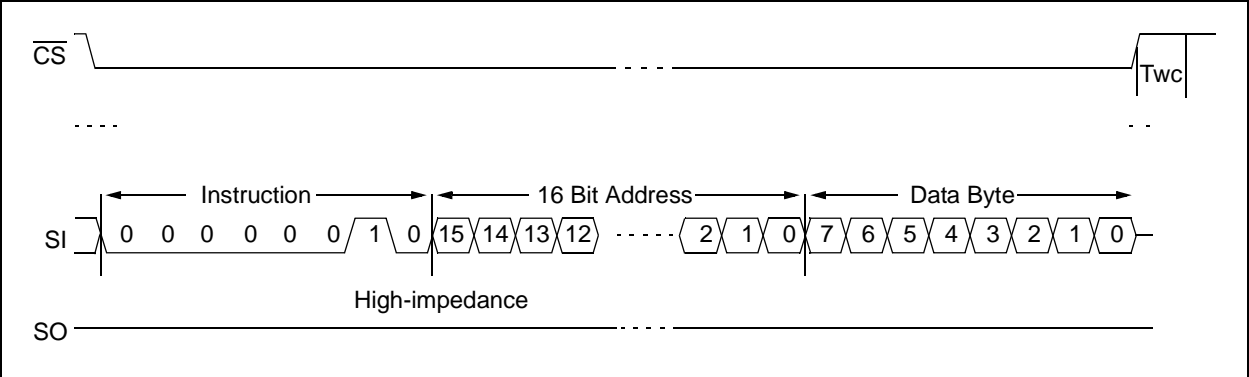 CS
Twc
Instruction 16 Bit Address Data Byte
SI 0 0 0 0 0 0 1 0 15 14 13 12 2 1 0 7 6 5 4 3 2 1 0
High-impedance
SO